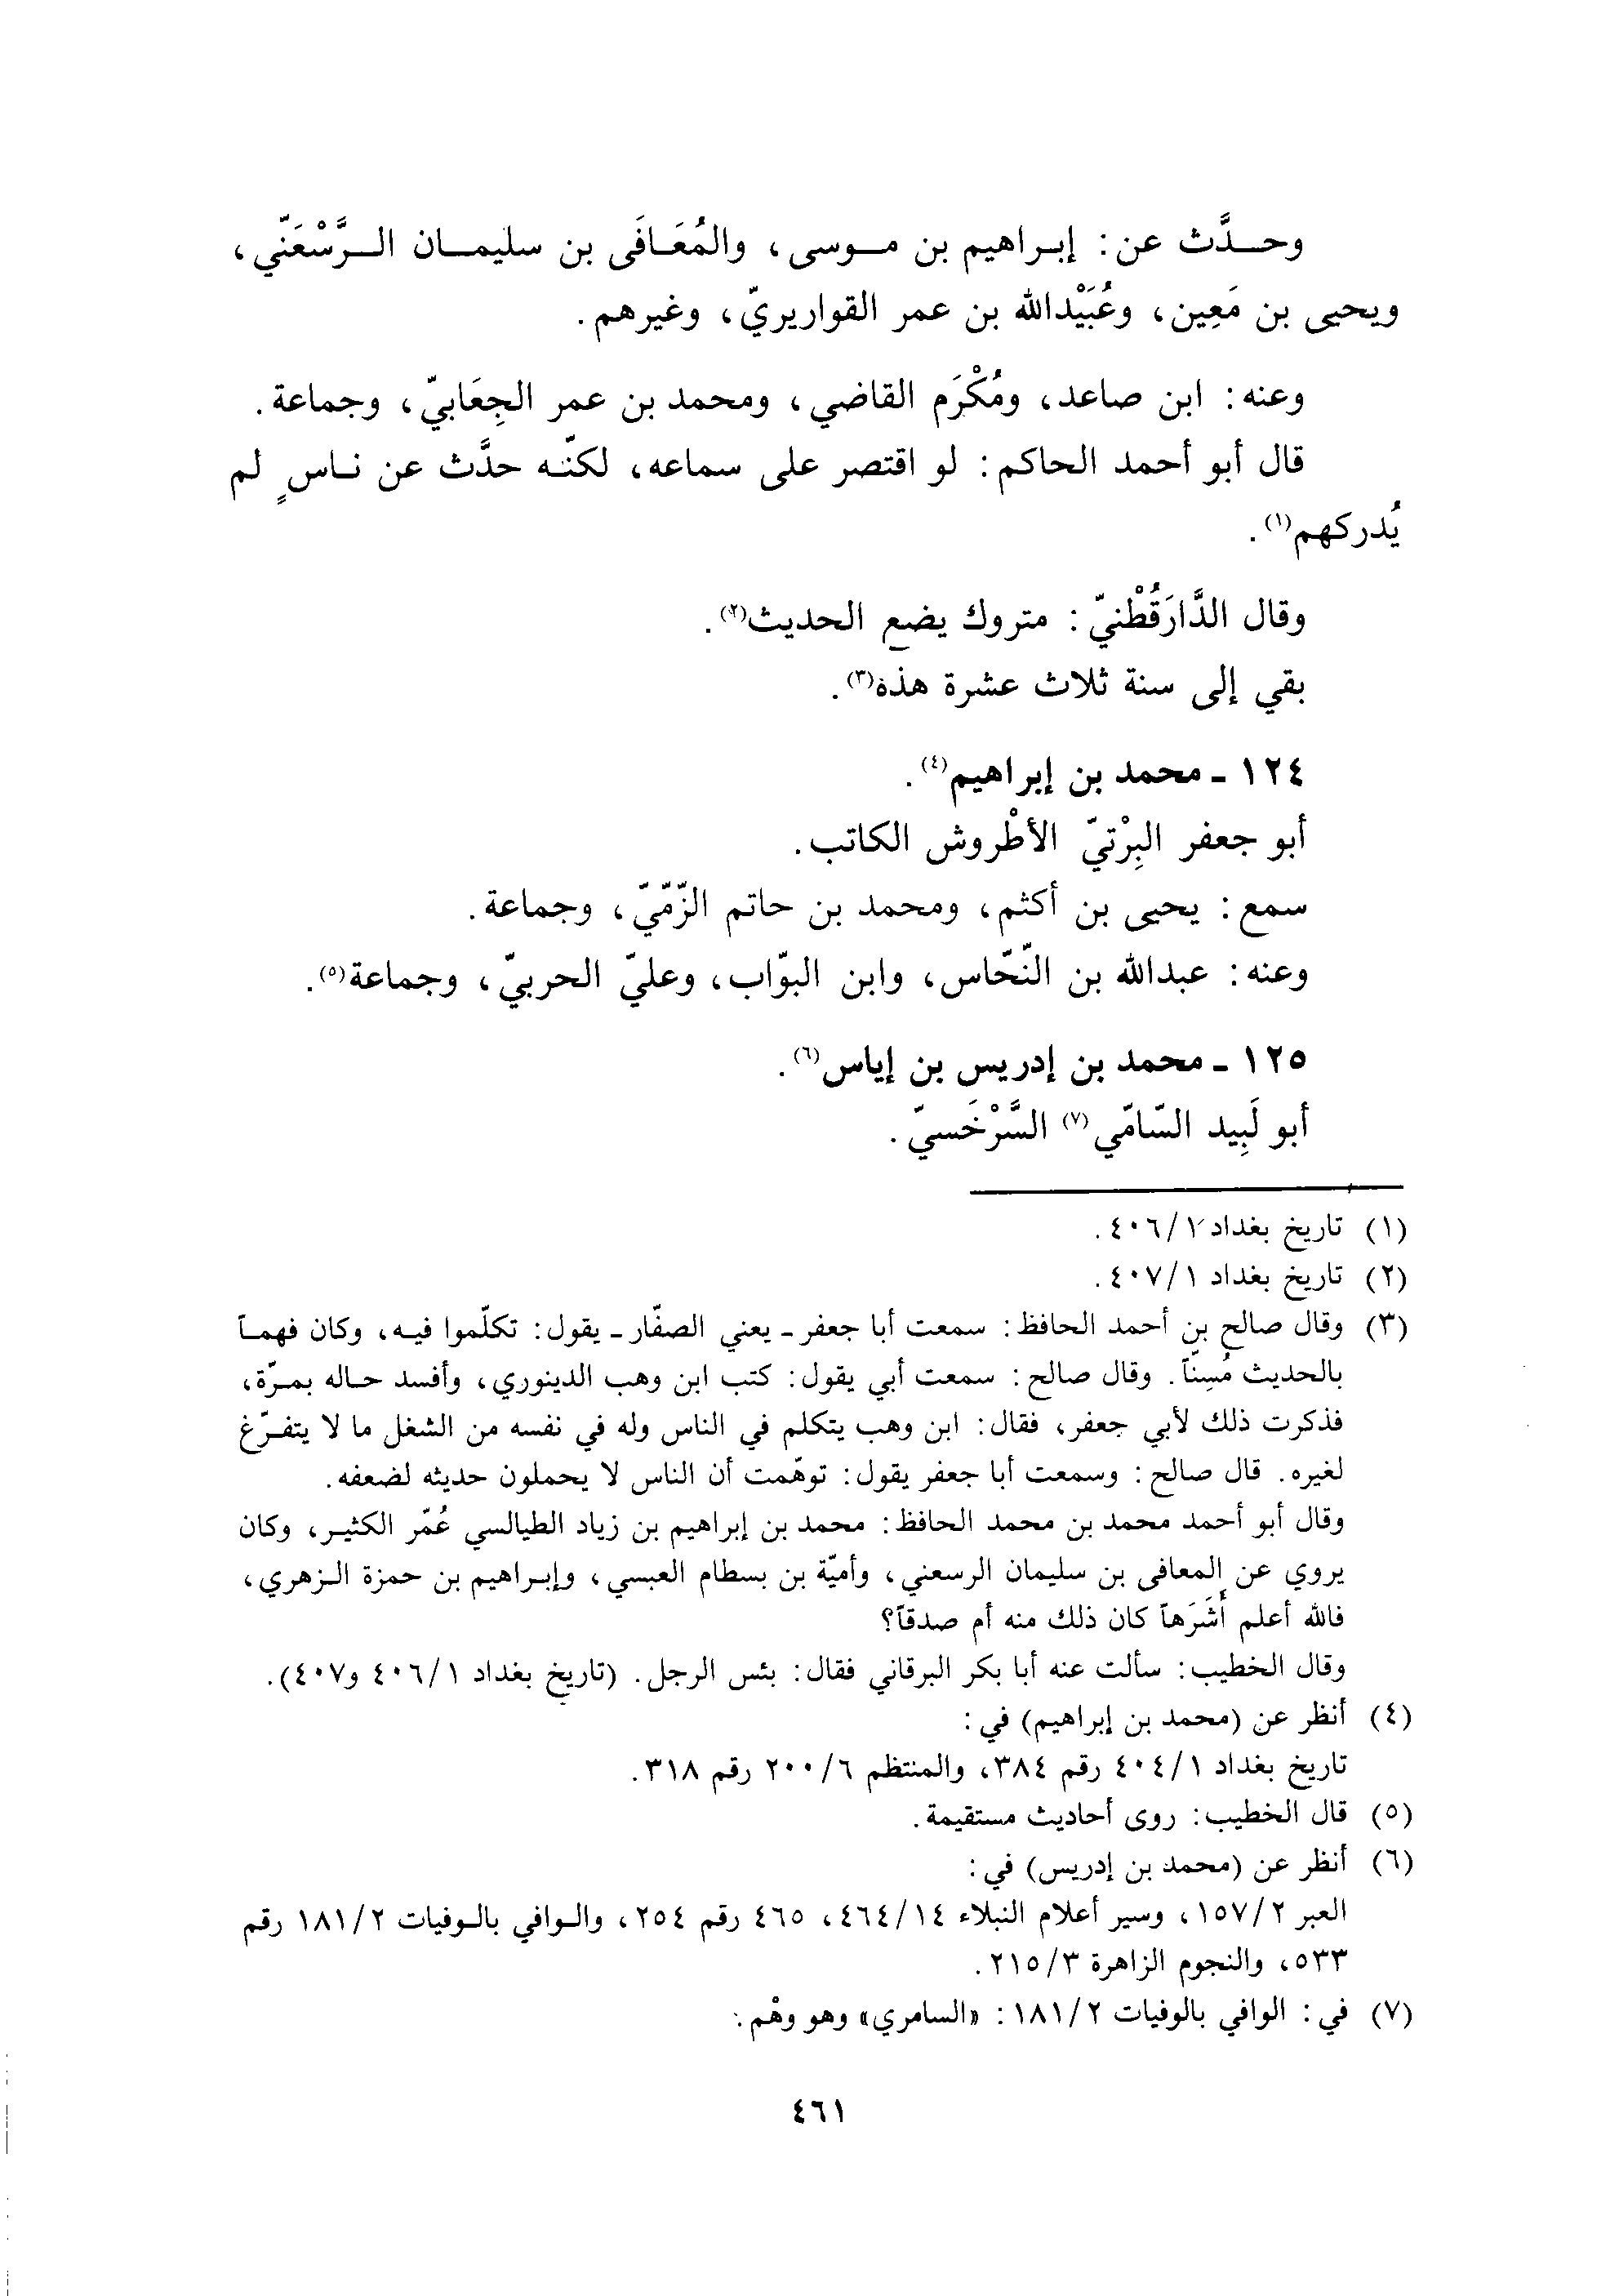 وحدَّث عن: إبراهيم بن موسى، والمُعَافَى بن سليمان الرَّسْعَنّي،
ويحيى بن مَعِين، وعُبَيْدالله بن عمر القواريريّ، وغيرهم.
وعنه: ابن صاعد، ومُكْرَم القاضي، ومحمد بن عمر الجِعَابيّ، وجماعة.
قال أبو أحمد الحاكم: لو اقتصر على سماعه، لكنّه حدَّث عن ناسٍ لم
يُدركهم(١).
وقال الدَّارَقُطْنيّ: متروك يضع الحديث(٢).
بقي إلى سنة ثلاث عشرة هذه(٣).
١٢٤ ـ محمد بن إبراهيم(٤).
أبو جعفر البِرْتيّ الأطْروش الكاتب.
سمع: يحيى بن أكثم، ومحمد بن حاتم الزّمّيّ، وجماعة.
وعنه: عبدالله بن النّحّاس، وابن البوّاب، وعليّ الحربيّ، وجماعة(٥).
١٢٥ ـ محمد بن إدريس بن إياس(٦).
أبو لَبِيد السّامّي(٧) السَّرْخَسيّ.
(١) تاريخ بغداد ٤٠٦/١.
(٢) تاريخ بغداد ٤٠٧/١.
(٣) وقال صالح بن أحمد الحافظ: سمعت أبا جعفر ـ يعني الصفّار ـ يقول: تكلّموا فيه، وكان فهماً
بالحديث مُسِنّاً. وقال صالح: سمعت أبي يقول: كتب ابن وهب الدينوري، وأفسد حاله بمرّة،
فذكرت ذلك لأبي جعفر، فقال: ابن وهب يتكلم في الناس وله في نفسه من الشغل ما لا يتفرّغ
لغيره. قال صالح: وسمعت أبا جعفر يقول: توهّمت أن الناس لا يحملون حديثه لضعفه.
وقال أبو أحمد محمد بن محمد الحافظ: محمد بن إبراهيم بن زياد الطيالسي عُمّر الكثير، وكان
يروي عن المعافى بن سليمان الرسعني، وأميّة بن بسطام العبسي، وإبراهيم بن حمزة الزهري،
فالله أعلم أَشَرَهاً كان ذلك منه أم صدقاً؟
وقال الخطيب: سألت عنه أبا بكر البرقاني فقال: بئس الرجل. (تاريخ بغداد ٤٠٦/١ و٤٠٧).
(٤) أنظر عن (محمد بن إبراهيم) في:
تاريخ بغداد ٤٠٤/١ رقم ٣٨٤، والمنتظم ٢٠٠/٦ رقم ٣١٨.
(٥) قال الخطيب: روى أحاديث مستقيمة.
(٦) أنظر عن (محمد بن إدريس) في:
العبر ١٥٧/٢، وسير أعلام النبلاء ٤٦٤/١٤، ٤٦٥ رقم ٢٥٤، والوافي بالوفيات ١٨١/٢ رقم
٥٣٣، والنجوم الزاهرة ٢١٥/٣.
(٧) في: الوافي بالوفيات ١٨١/٢: «السامري» وهو وهْم.
٤٦١